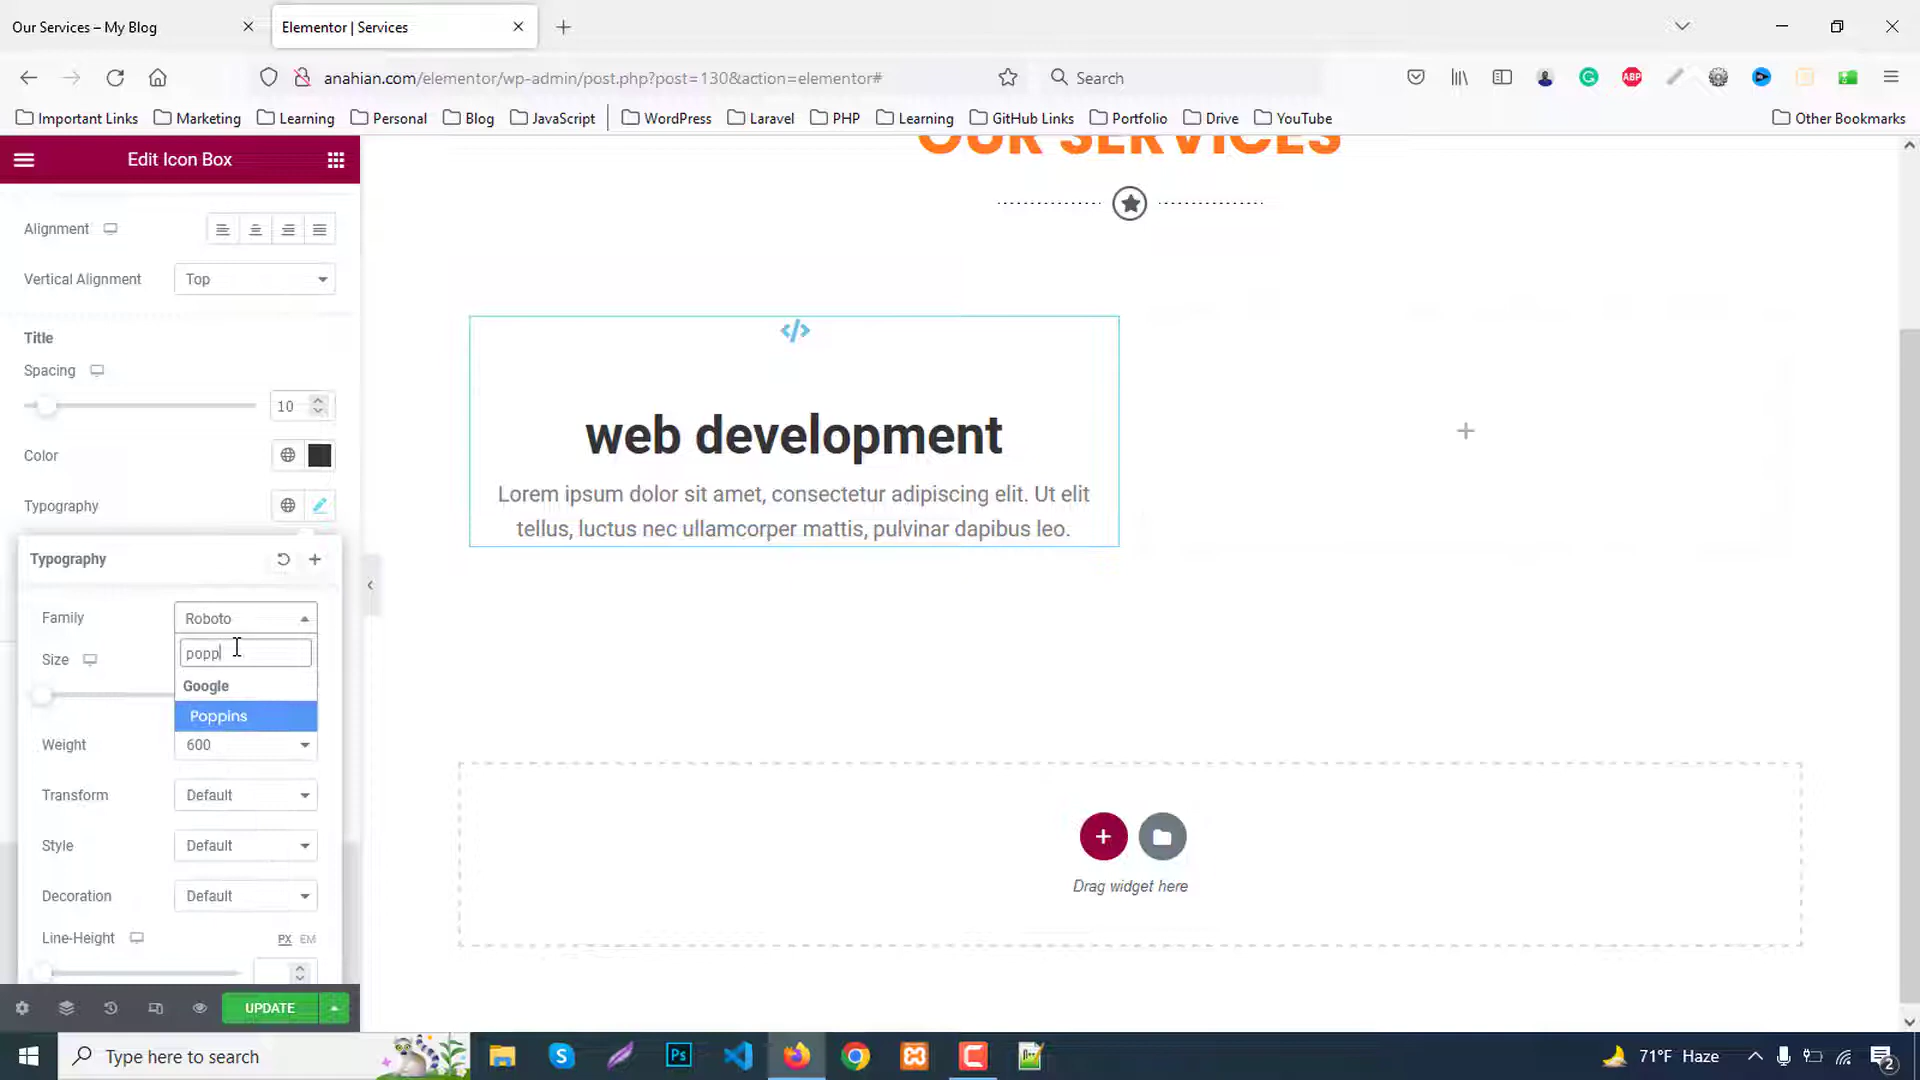 Our Services – My Blog
Elementor | Services
anahian.com/elementor/wp-admin/post.php?post=130&action=elementor#
Search
ABP
Important Links
Marketing
Learning
Personal
Blog
JavaScript
WordPress
Laravel
PHP
Learning
GitHub Links
Portfolio
Drive
YouTube
Other Bookmarks
Edit Icon Box
OUR SERVICES
Alignment
Vertical Alignment
Top
Title
Spacing
10
Color
Typography
web development
Lorem ipsum dolor sit amet, consectetur adipiscing elit. Ut elit
tellus, luctus nec ullamcorper mattis, pulvinar dapibus leo.
Typography
Family
Roboto
popp
Size
Google
Poppins
Weight
600
Transform
Default
Style
Default
Decoration
Default
Line-Height
PX EM
Drag widget here
UPDATE
Type here to search
Ps
71°F Haze
2